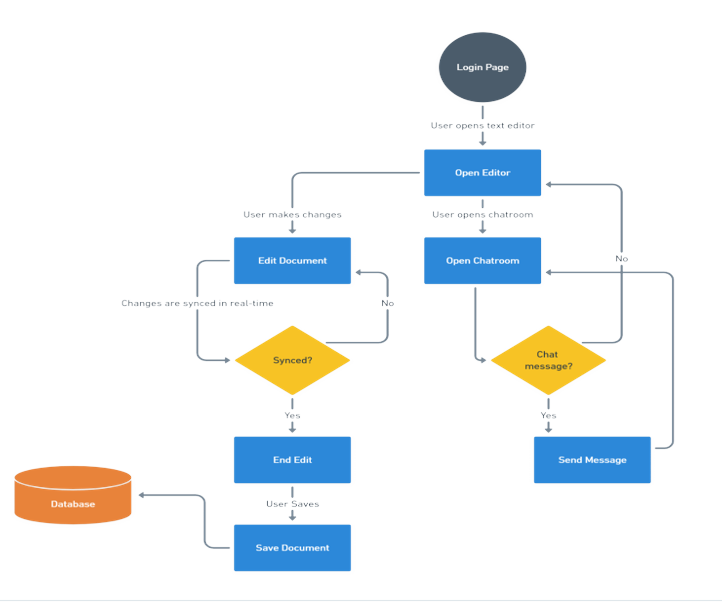 Login Page
User opens text editor
Open Editor
User makes changes
User opens chatroom
Edit Document
Open Chatroom
No
Changes are synced in real-time
No
Synced?
Chat
message?
Yes
Yes
End Edit
Send Message
User Saves
Database
Save Document